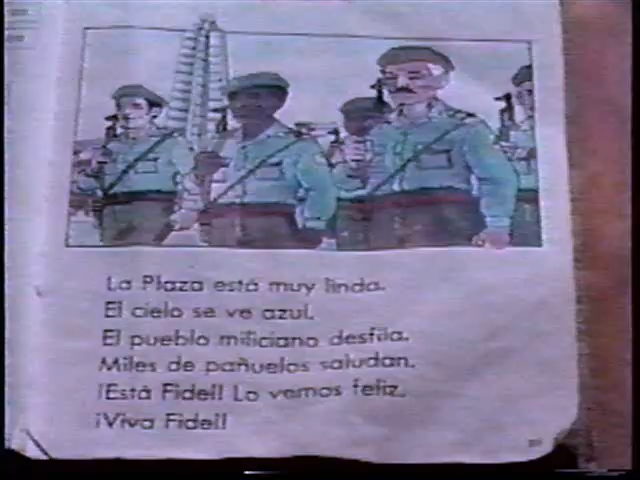 La Plaza está muy linda.
El cielo se ve azul.
El pueblo miliciano desfila.
Miles de pañuelos saludan.
¡Está Fidel! Lo vemos feliz.
¡Viva Fidel!